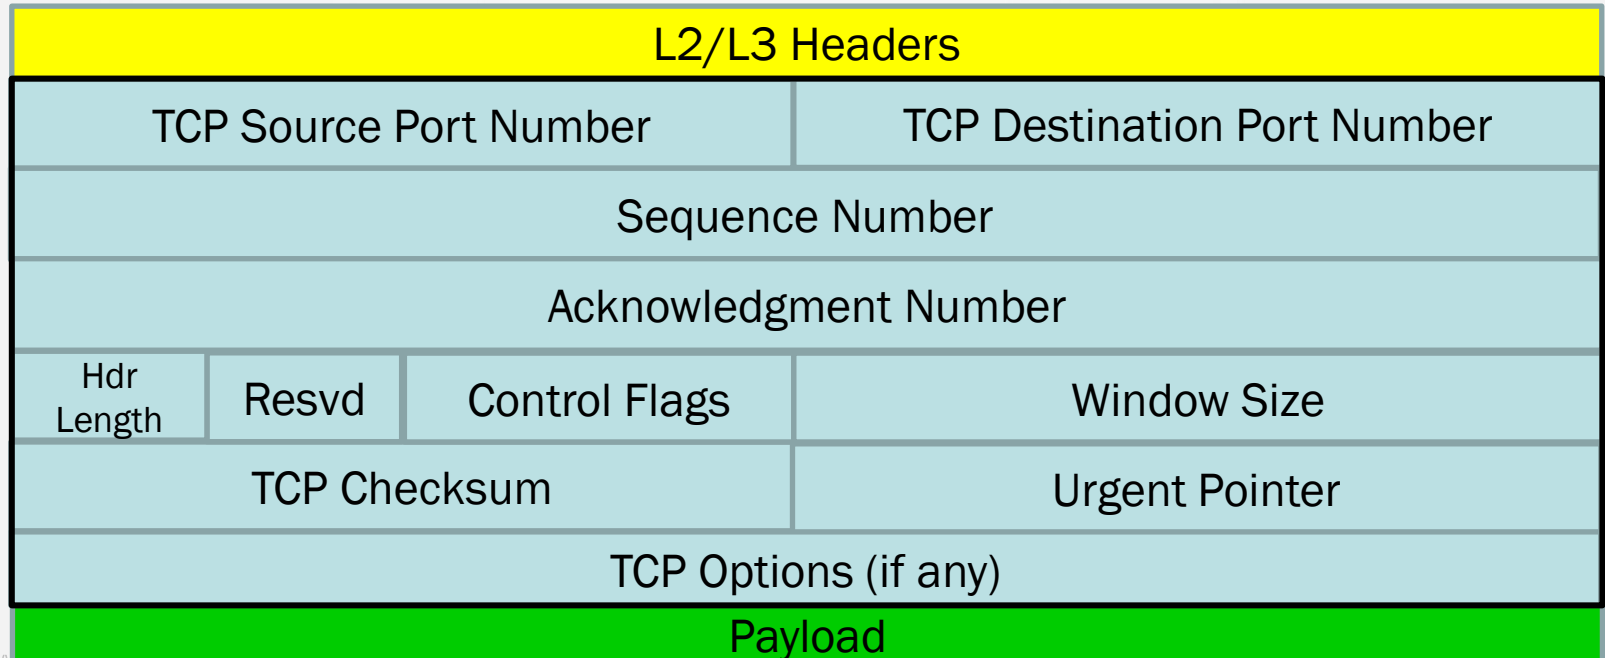 L2/L3 Headers
TCP Source Port Number
TCP Destination Port Number
Sequence Number
Acknowledgment Number
Hdr
Length
Resvd
Control Flags
Window Size
TCP Checksum
Urgent Pointer
TCP Options (if any)
Payload